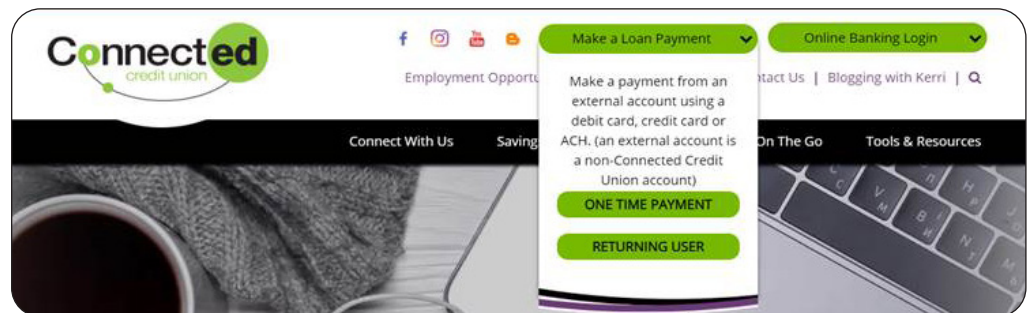 Connected
credit union
Make a Loan Payment
Online Banking Login
Employment Opportu
tact Us | Blogging with Kerri |
Make a payment from an
external account using a
debit card, credit card or
ACH. (an external account is
a non-Connected Credit
Union account)
ONE TIME PAYMENT
RETURNING USER
Connect With Us
Saving
On The Go
Tools & Resources